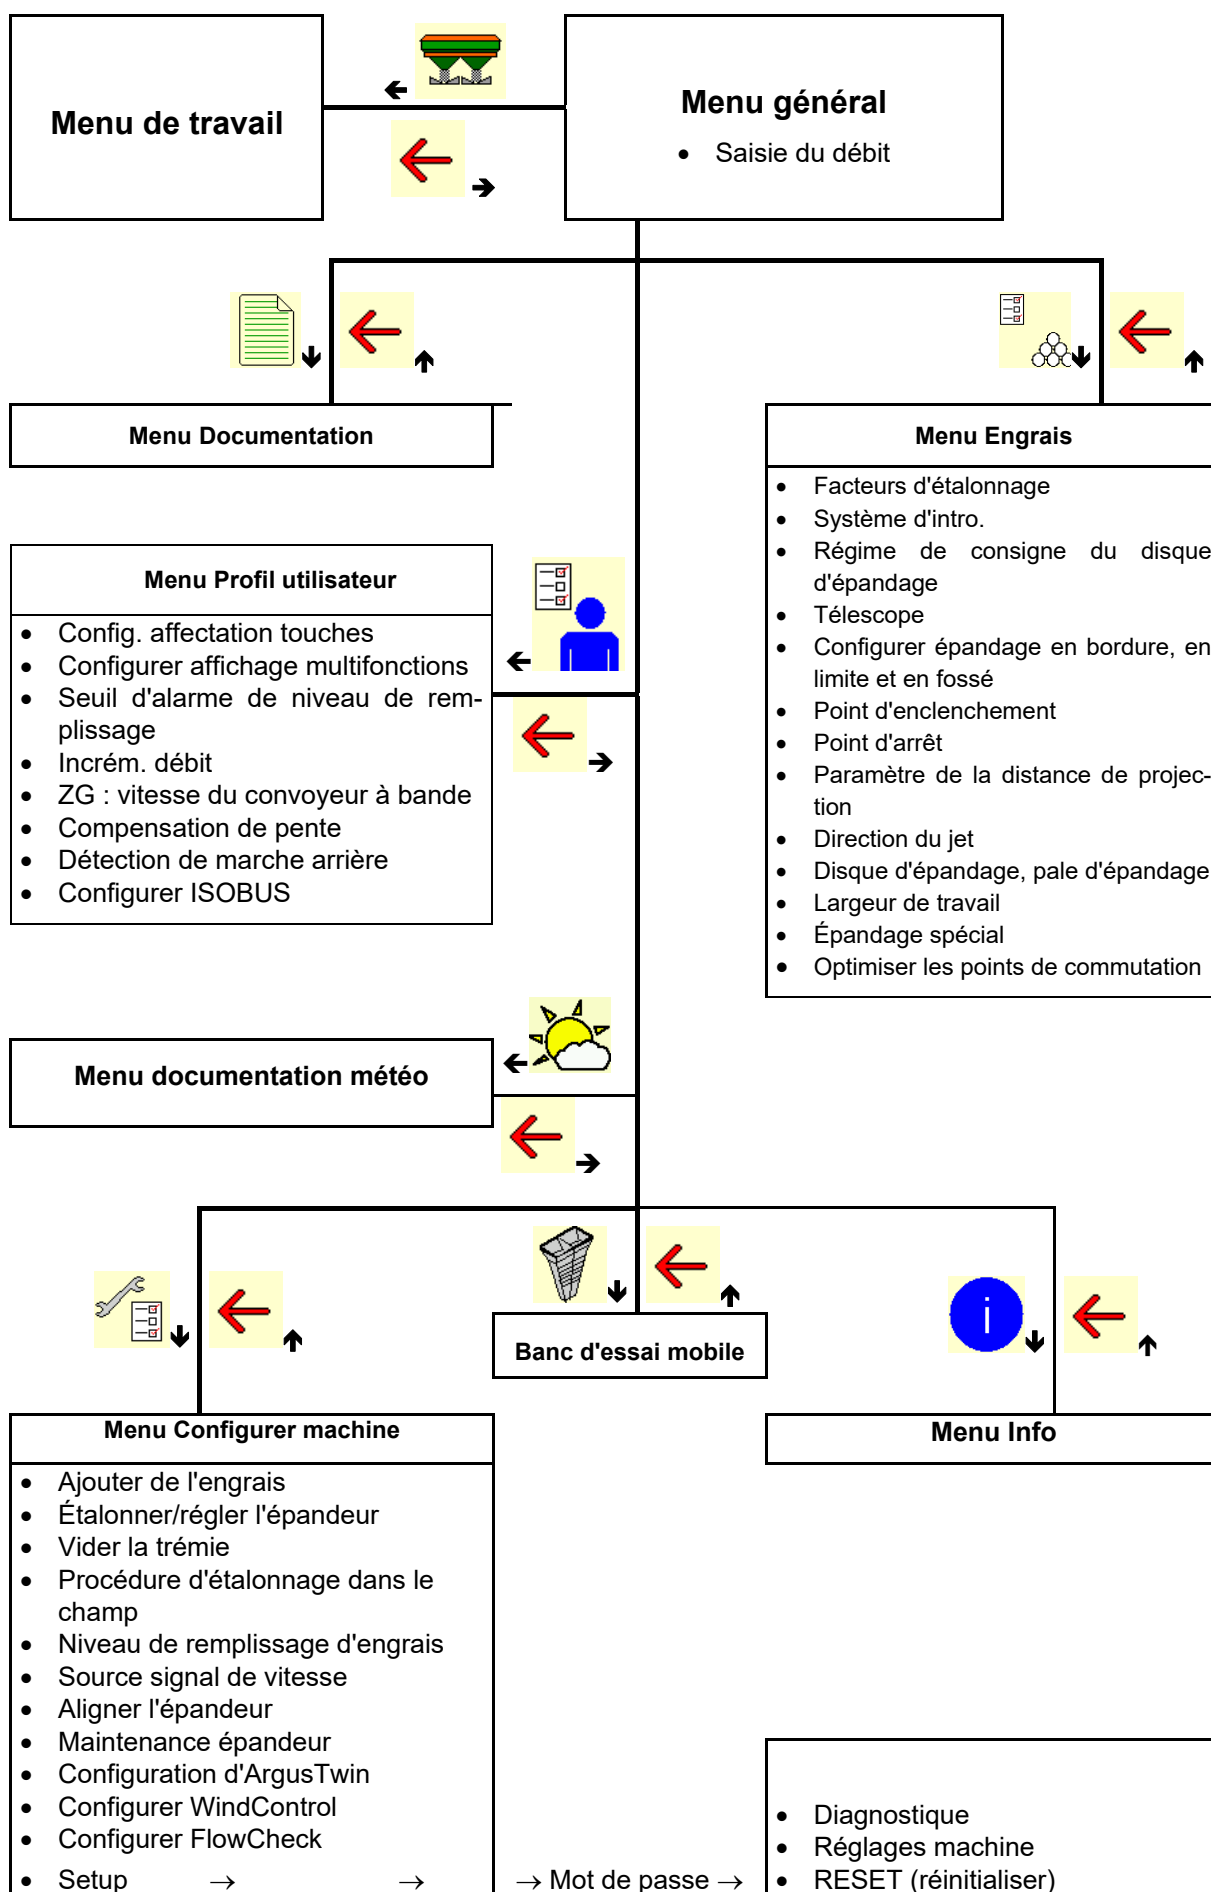 Menu de travail
Menu général
• Saisie du débit
Menu Documentation
Menu Engrais
• Facteurs d'étalonnage
• Système d'intro.
• Régime de consigne du disque
d'épandage
• Télescope
• Configurer épandage en bordure, en
limite et en fossé
• Point d'enclenchement
• Point d'arrêt
• Paramètre de la distance de projec-
tion
• Direction du jet
• Disque d'épandage, pale d'épandage
• Largeur de travail
• Épandage spécial
• Optimiser les points de commutation
Menu Profil utilisateur
• Config. affectation touches
• Configurer affichage multifonctions
• Seuil d'alarme de niveau de rem-
plissage
• Incrém. débit
• ZG : vitesse du convoyeur à bande
• Compensation de pente
• Détection de marche arrière
• Configurer ISOBUS
Menu documentation météo
Banc d'essai mobile
Menu Configurer machine
• Ajouter de l'engrais
• Étalonner/régler l'épandeur
• Vider la trémie
• Procédure d'étalonnage dans le
champ
• Niveau de remplissage d'engrais
• Source signal de vitesse
• Aligner l'épandeur
• Maintenance épandeur
• Configuration d'ArgusTwin
• Configurer WindControl
• Configurer FlowCheck
• Setup → → → Mot de passe →
Menu Info
• Diagnostique
• Réglages machine
• RESET (réinitialiser)